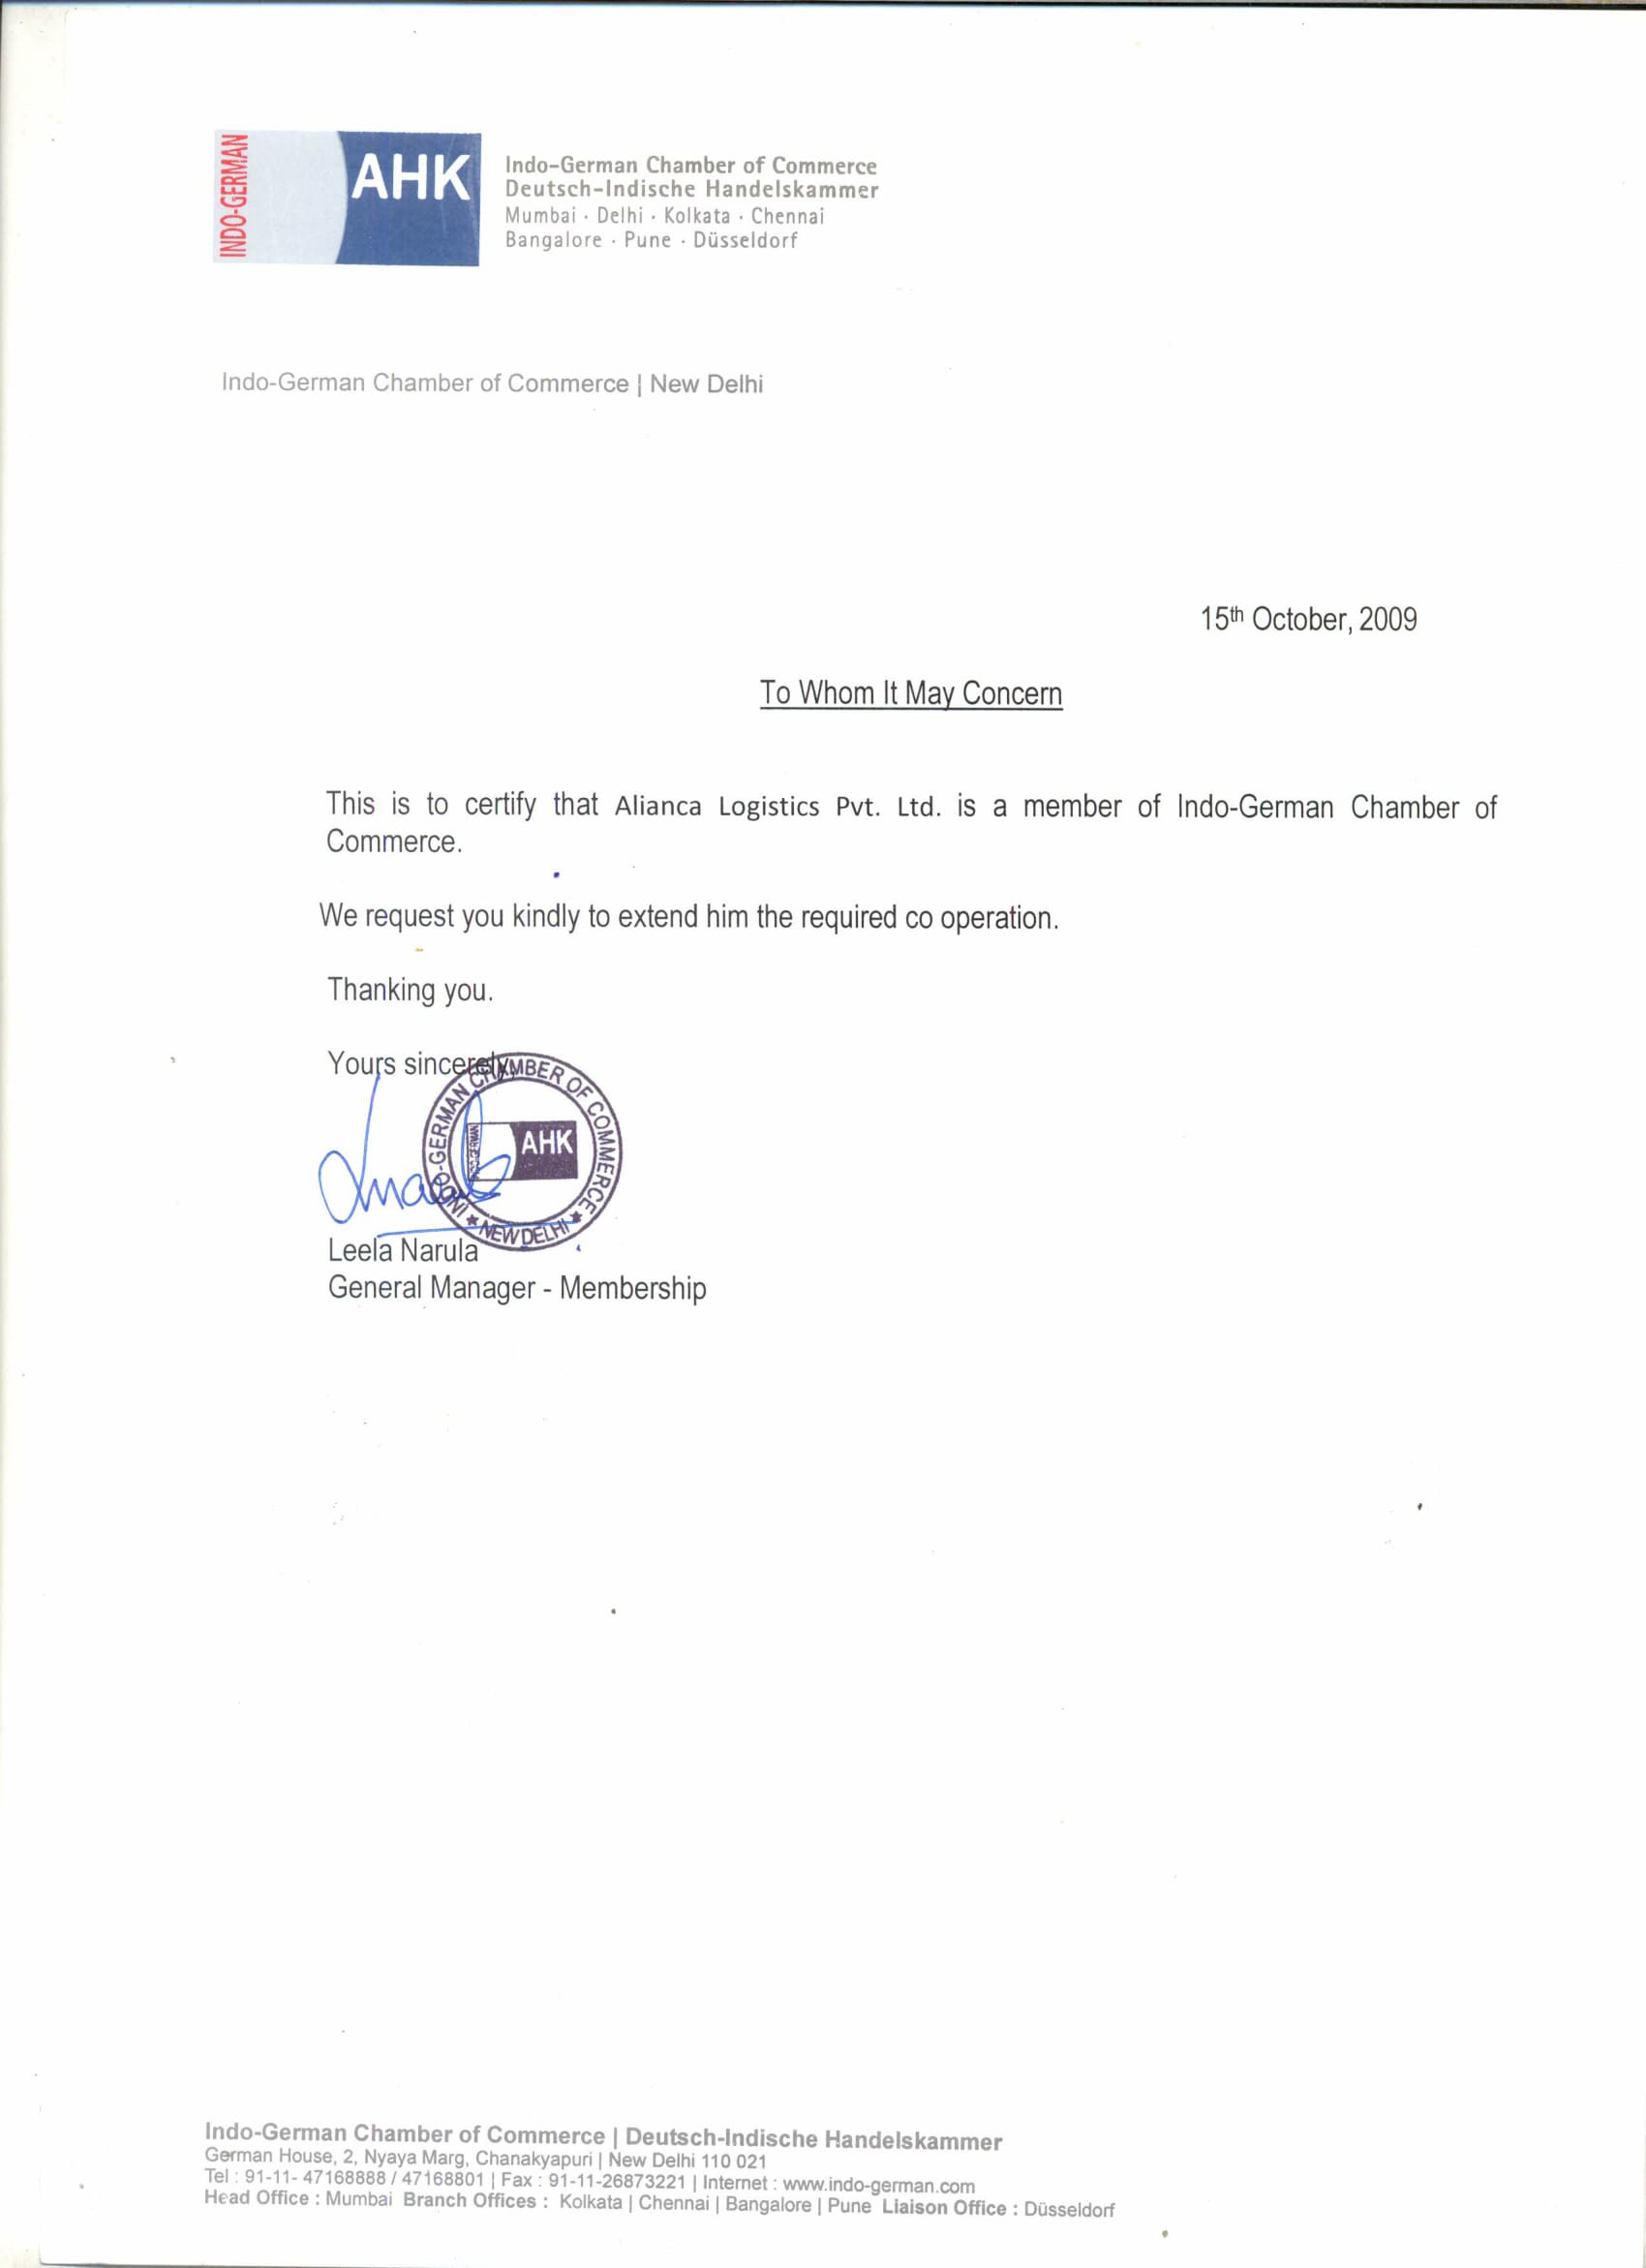 INDO-GERMAN
AHK
Indo-German Chamber of Commerce
Deutsch-Indische Handelskammer
Mumbai · Delhi · Kolkata · Chennai
Bangalore · Pune · Düsseldorf
Indo-German Chamber of Commerce | New Delhi
15th October, 2009
To Whom It May Concern
This is to certify that Alianca Logistics Pvt. Ltd. is a member of Indo-German Chamber of
Commerce.
We request you kindly to extend him the required co operation.
Thanking you.
Yours sincerely,
INDO-GERMAN CHAMBER OF COMMERCE
INDO-GERMAN
AHK
★ NEW DELHI ★
Leela Narula
General Manager - Membership
Indo-German Chamber of Commerce | Deutsch-Indische Handelskammer
German House, 2, Nyaya Marg, Chanakyapuri | New Delhi 110 021
Tel : 91-11- 47168888 / 47168801 | Fax : 91-11-26873221 | Internet : www.indo-german.com
Head Office : Mumbai Branch Offices : Kolkata | Chennai | Bangalore | Pune Liaison Office : Düsseldorf